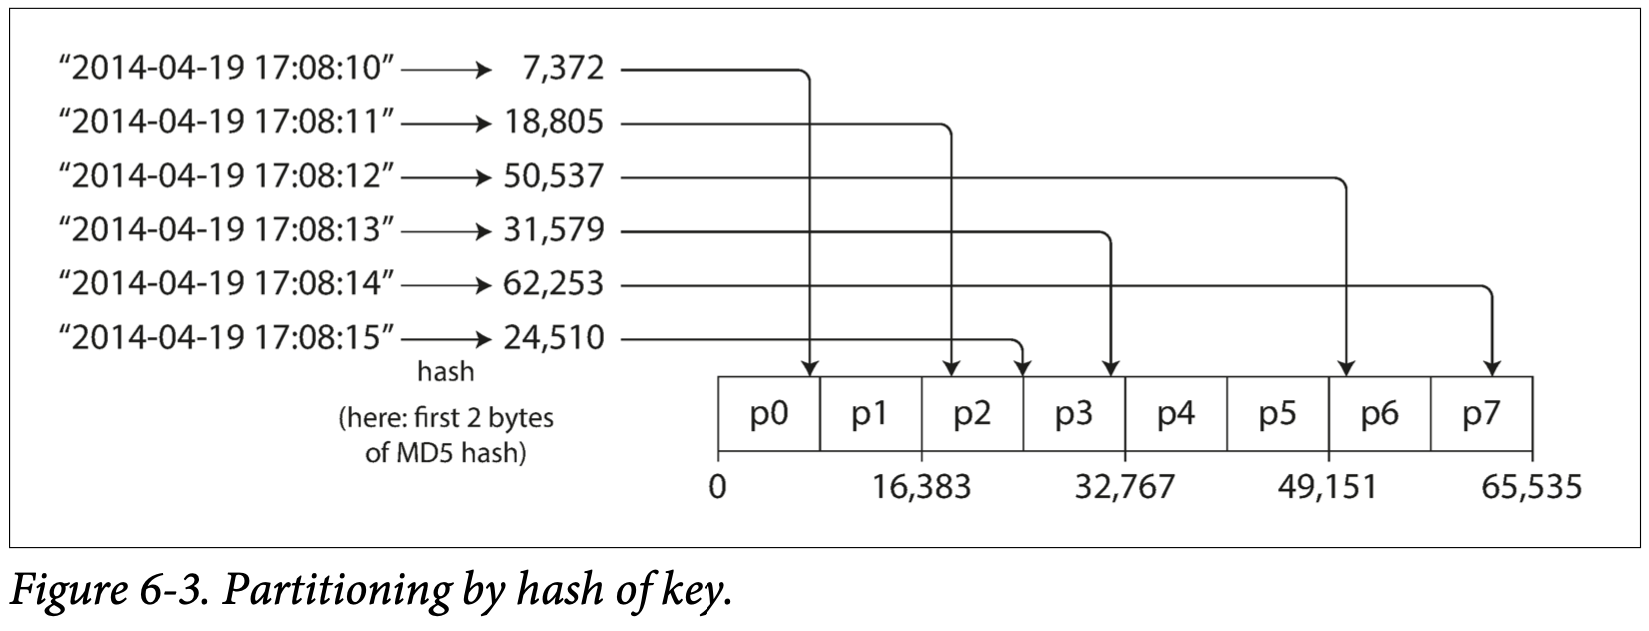 “2014-04-19 17:08:10” 7,372
“2014-04-19 17:08:11” 18,805
“2014-04-19 17:08:12” 50,537
“2014-04-19 17:08:13” 31,579
“2014-04-19 17:08:14” 62,253
“2014-04-19 17:08:15” 24,510
hash
(here: first 2 bytes
of MD5 hash)
p0 p1 p2 p3 p4 p5 p6 p7
0 16,383 32,767 49,151 65,535
Figure 6-3. Partitioning by hash of key.